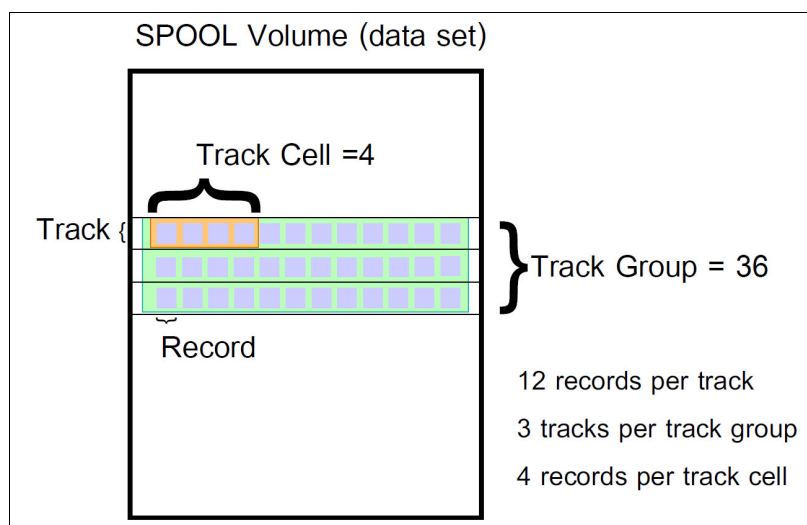 SPOOL Volume (data set)
Track Cell =4
Track
Track Group = 36
Record
12 records per track
3 tracks per track group
4 records per track cell